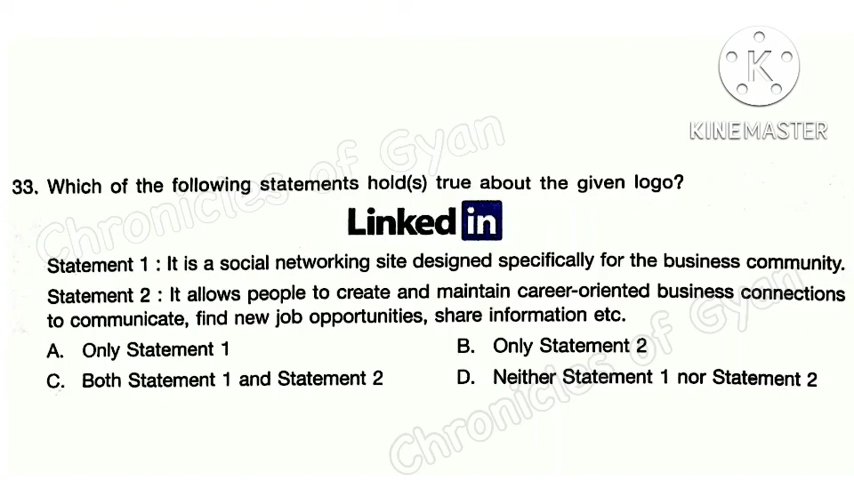 K
KINEMASTER
33. Which of the following statements hold(s) true about the given logo?
Linked in
Statement 1 : It is a social networking site designed specifically for the business community.
Statement 2 : It allows people to create and maintain career-oriented business connections
to communicate, find new job opportunities, share information etc.
A. Only Statement 1 B. Only Statement 2
C. Both Statement 1 and Statement 2 D. Neither Statement 1 nor Statement 2
Chronicles of Gyan
Chronicles of Gyan